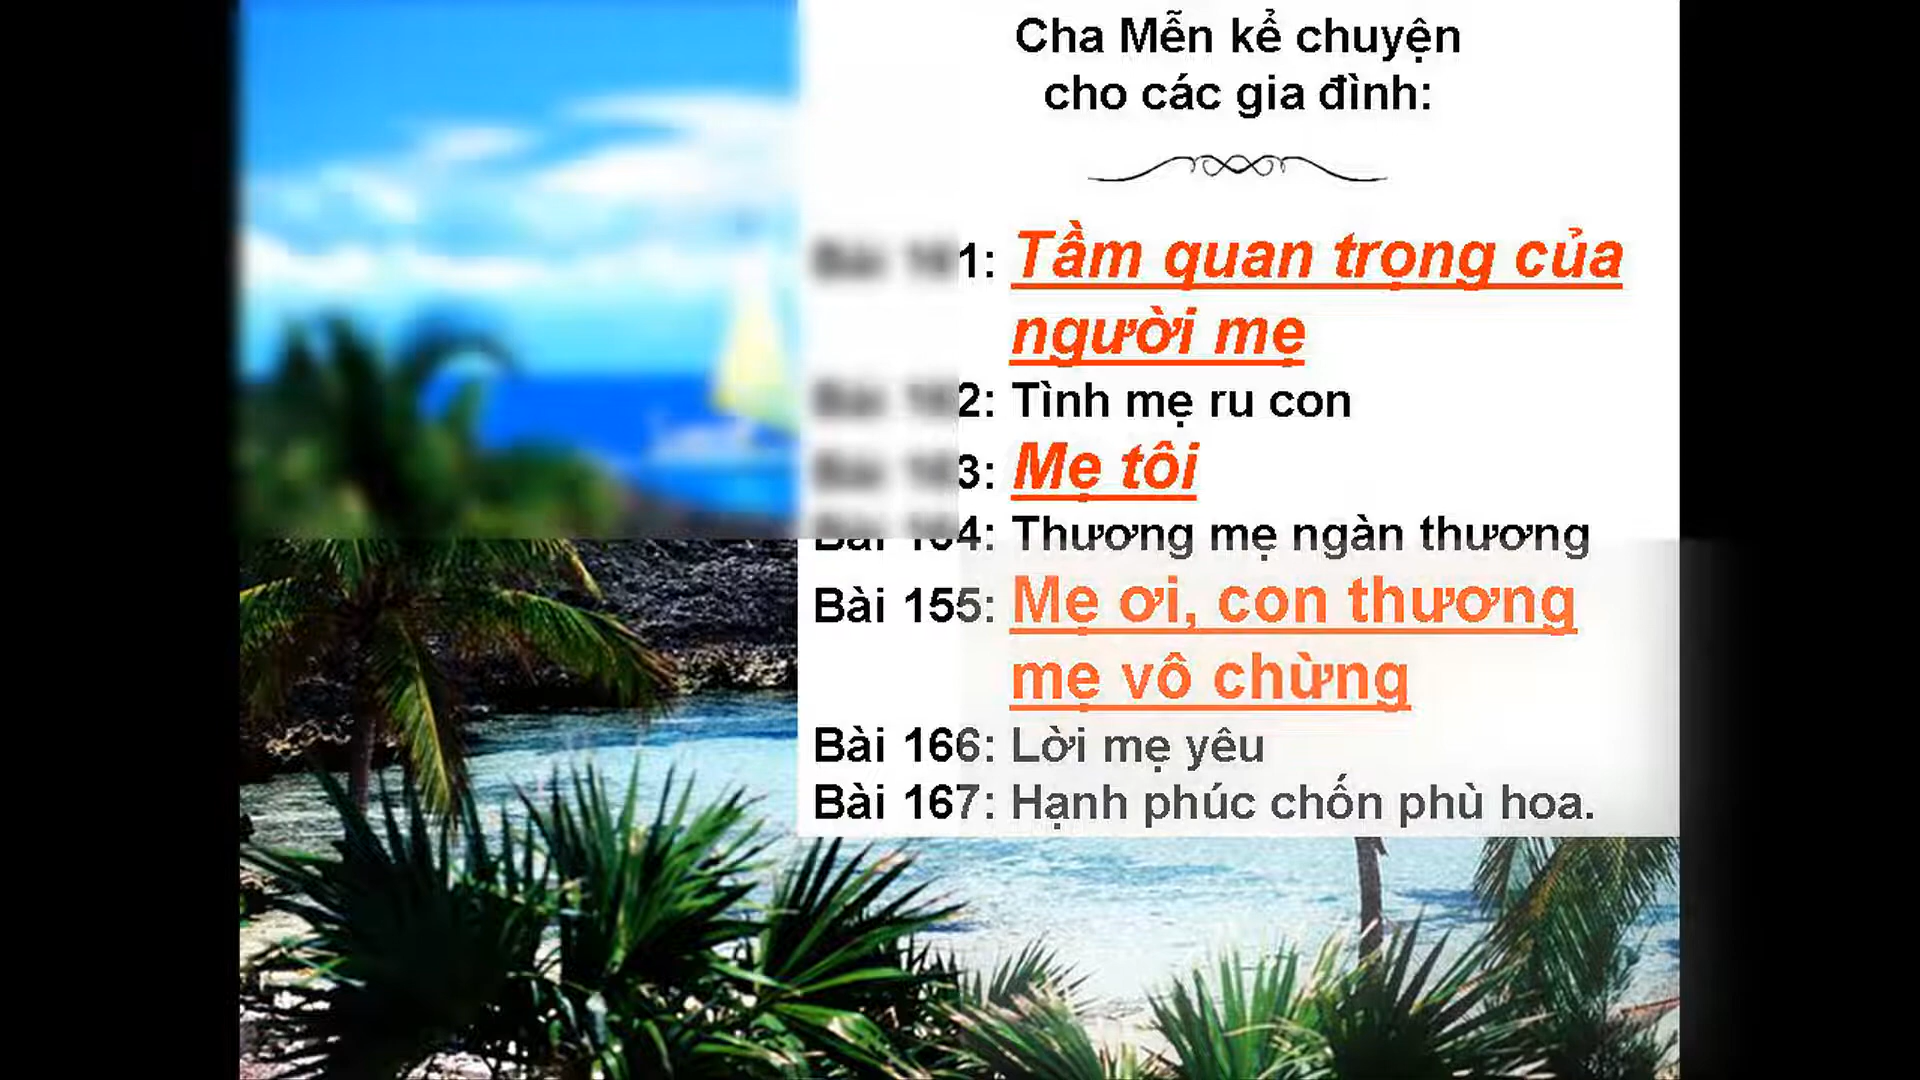 Cha Mễn kể chuyện
cho các gia đình:
1: Tầm quan trọng của
người mẹ
2: Tình mẹ ru con
3: Mẹ tôi
Bài 164: Thương mẹ ngàn thương
Bài 155: Mẹ ơi, con thương
mẹ vô chừng
Bài 166: Lời mẹ yêu
Bài 167: Hạnh phúc chốn phù hoa.